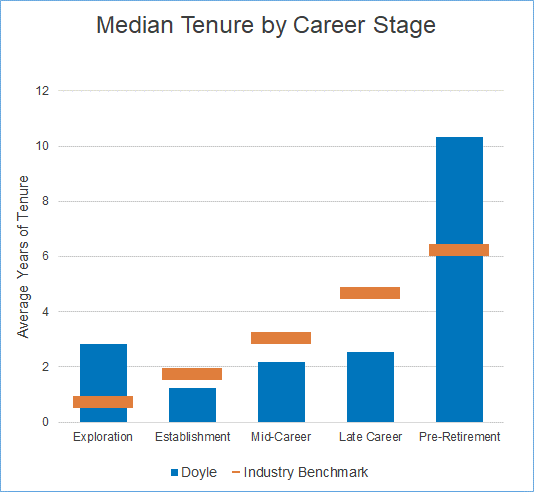 Median Tenure by Career Stage
Average Years of Tenure
12
10
8
6
4
2
0
Exploration Establishment Mid-Career Late Career Pre-Retirement
Doyle Industry Benchmark